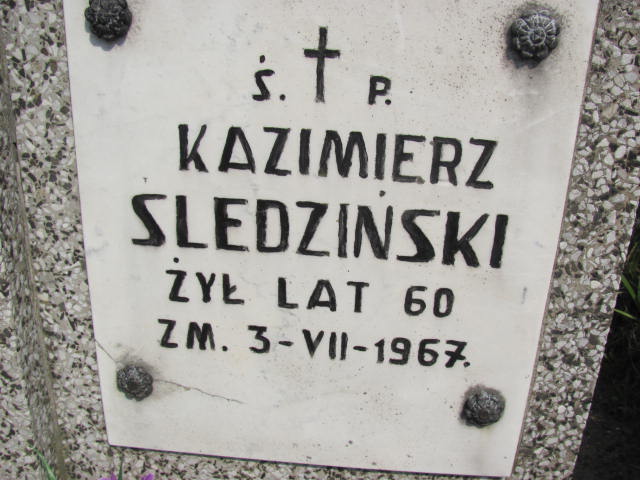 Ś. P.
KAZIMIERZ
SLEDZIŃSKI
ŻYŁ LAT 60
ZM. 3-VII-1967.